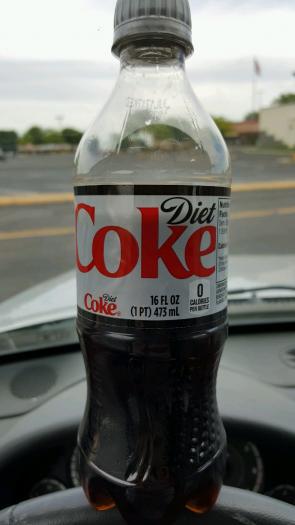 Diet
Coke
Diet
Coke®
16 FL OZ
(1 PT) 473 mL
0
CALORIES
PER BOTTLE